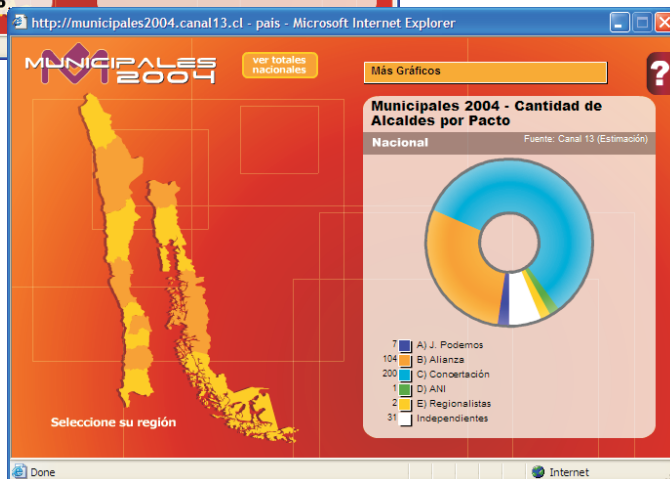 http://municipales2004.canal13.cl - pais - Microsoft Internet Explorer
MUNICIPALES
2004
ver totales
nacionales
Más Gráficos
?
Municipales 2004 - Cantidad de
Alcaldes por Pacto
Nacional
Fuente: Canal 13 (Estimación)
7 A) J. Podemos
104 B) Alianza
200 C) Concertación
1 D) ANI
2 E) Regionalistas
31 Independientes
Seleccione su región
Done
Internet